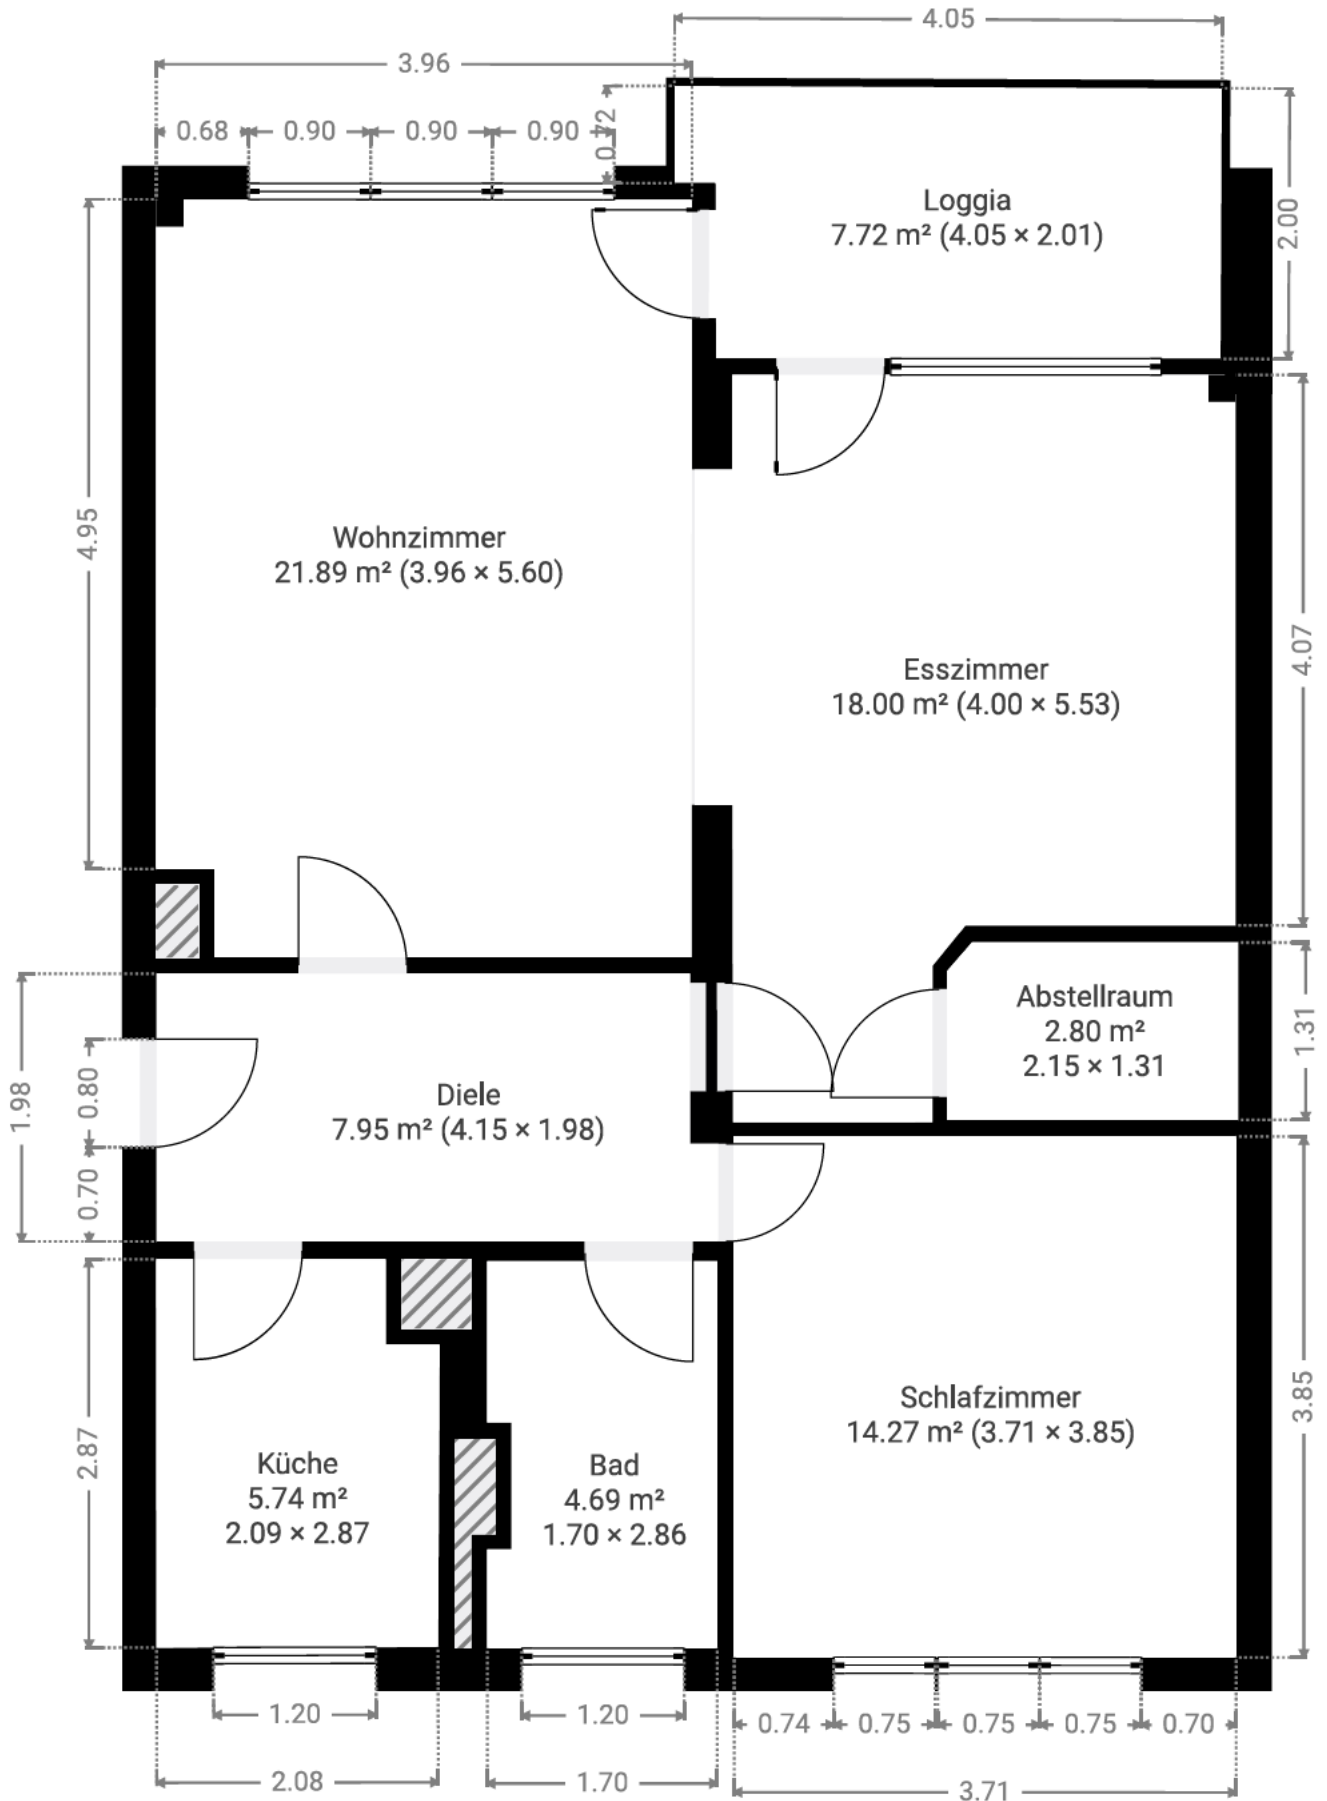 4.05
3.96
0.68
0.90
0.90
0.90
0.72
Loggia
7.72 m² (4.05 × 2.01)
2.00
4.95
Wohnzimmer
21.89 m² (3.96 × 5.60)
4.07
Esszimmer
18.00 m² (4.00 × 5.53)
1.98
0.80
0.70
Diele
7.95 m² (4.15 × 1.98)
Abstellraum
2.80 m²
2.15 × 1.31
1.31
2.87
Küche
5.74 m²
2.09 × 2.87
Bad
4.69 m²
1.70 × 2.86
Schlafzimmer
14.27 m² (3.71 × 3.85)
3.85
1.20
1.20
0.74
0.75
0.75
0.75
0.70
2.08
1.70
3.71